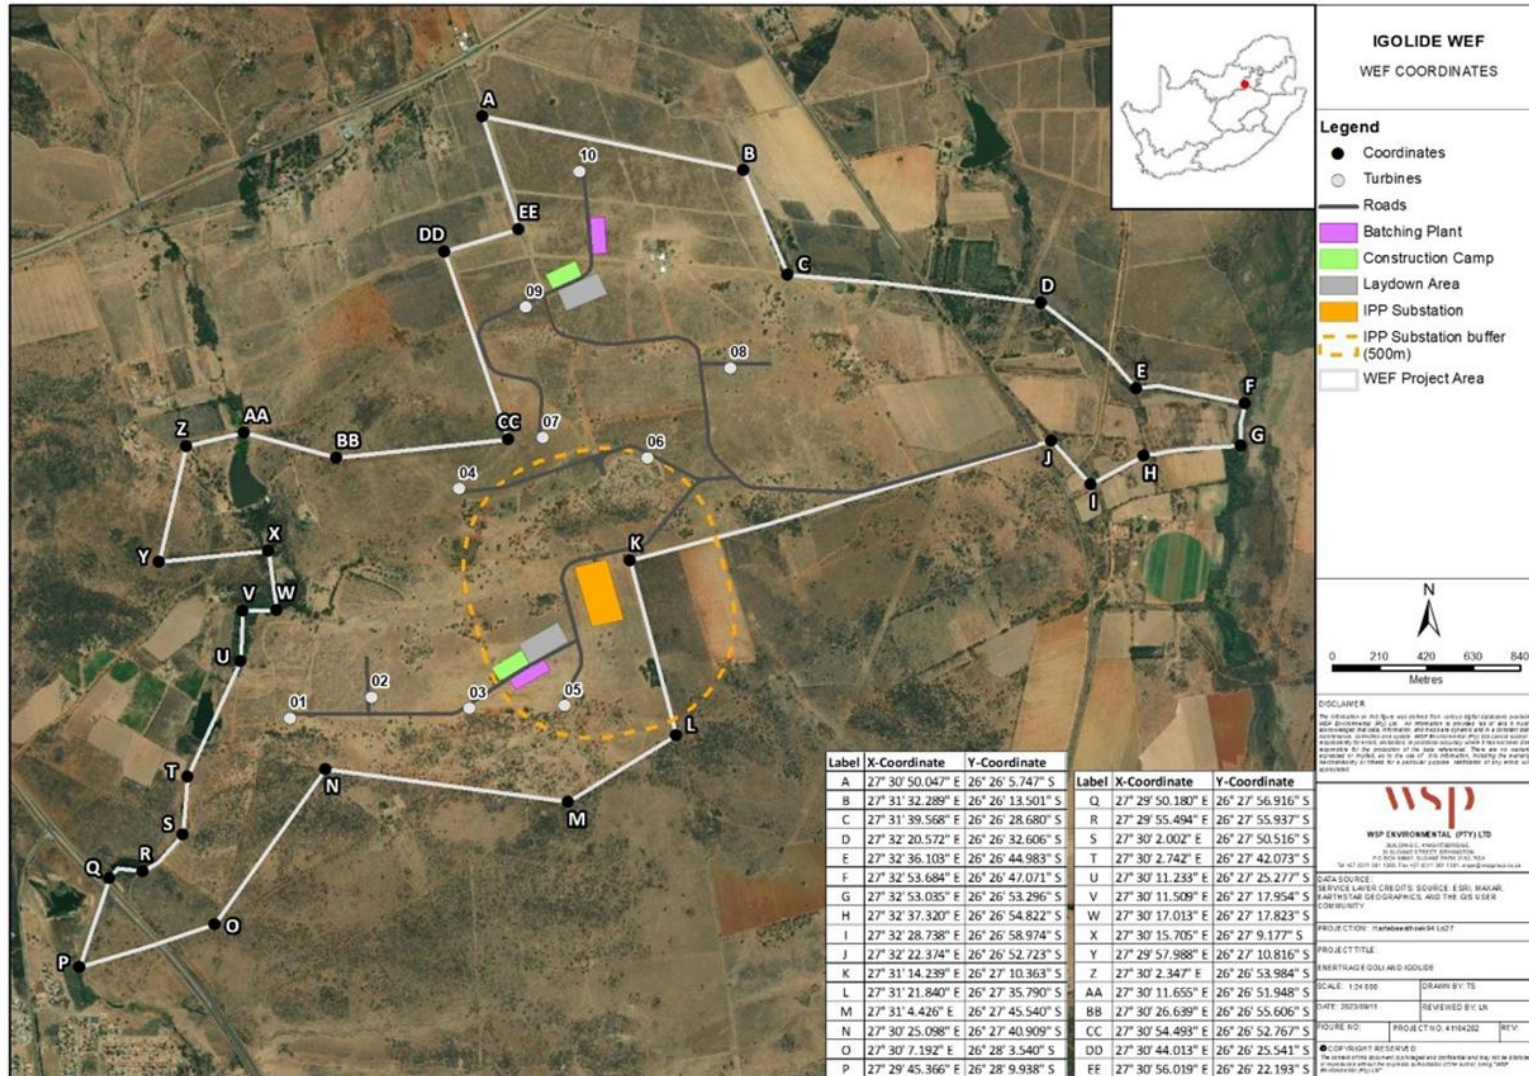 IGOLIDE WEF
WEF COORDINATES
Legend
Coordinates
Turbines
Roads
Batching Plant
Construction Camp
Laydown Area
IPP Substation
IPP Substation buffer
(500m)
WEF Project Area
A
B
10
EE
DD
C
09
D
08
E
F
AA
CC
07
Z
BB
G
J
H
06
04
I
X
K
Y
V
W
U
02
01
03
05
L
T
N
M
S
R
Q
O
P
N
0 210 420 630 840
Metres
Label X-Coordinate Y-Coordinate
A 27° 30' 50.047" E 26° 26' 5.747" S
B 27° 31' 32.289" E 26° 26' 13.501" S
C 27° 31' 39.568" E 26° 26' 28.680" S
D 27° 32' 20.572" E 26° 26' 32.606" S
E 27° 32' 36.103" E 26° 26' 44.983" S
F 27° 32' 53.684" E 26° 26' 47.071" S
G 27° 32' 53.035" E 26° 26' 53.296" S
H 27° 32' 37.320" E 26° 26' 54.822" S
I 27° 32' 28.738" E 26° 26' 58.974" S
J 27° 32' 22.374" E 26° 26' 52.723" S
K 27° 31' 14.239" E 26° 27' 10.363" S
L 27° 31' 21.840" E 26° 27' 35.790" S
M 27° 31' 4.426" E 26° 27' 45.540" S
N 27° 30' 25.098" E 26° 27' 40.909" S
O 27° 30' 7.192" E 26° 28' 3.540" S
P 27° 29' 45.366" E 26° 28' 9.938" S
Label X-Coordinate Y-Coordinate
Q 27° 29' 50.180" E 26° 27' 56.916" S
R 27° 29' 55.494" E 26° 27' 55.937" S
S 27° 30' 2.002" E 26° 27' 50.516" S
T 27° 30' 2.742" E 26° 27' 42.073" S
U 27° 30' 11.233" E 26° 27' 25.277" S
V 27° 30' 11.509" E 26° 27' 17.954" S
W 27° 30' 17.013" E 26° 27' 17.823" S
X 27° 30' 15.705" E 26° 27' 9.177" S
Y 27° 29' 57.988" E 26° 27' 10.816" S
Z 27° 30' 2.347" E 26° 26' 53.984" S
AA 27° 30' 11.655" E 26° 26' 51.948" S
BB 27° 30' 26.639" E 26° 26' 55.606" S
CC 27° 30' 54.493" E 26° 26' 52.767" S
DD 27° 30' 44.013" E 26° 26' 25.541" S
EE 27° 30' 56.019" E 26° 26' 22.193" S
DISCLAIMER
wsp
WSP ENVIRONMENTAL (PTY) LTD
DATA SOURCE:
SERVICE LAYER CREDITS: SOURCE: ESRI, MAXAR,
EARTHSTAR GEOGRAPHICS, AND THE GIS USER
COMMUNITY
PROJECTION: Hartebeesthoek94 Lo27
PROJECT TITLE:
ENERTRAG EGOLI AND IGOLIDE
SCALE: 1:24 000 DRAWN BY: TS
DATE: 2023/09/11 REVIEWED BY: LN
FIGURE NO: PROJECT NO: 41104282 REV:
COPYRIGHT RESERVED